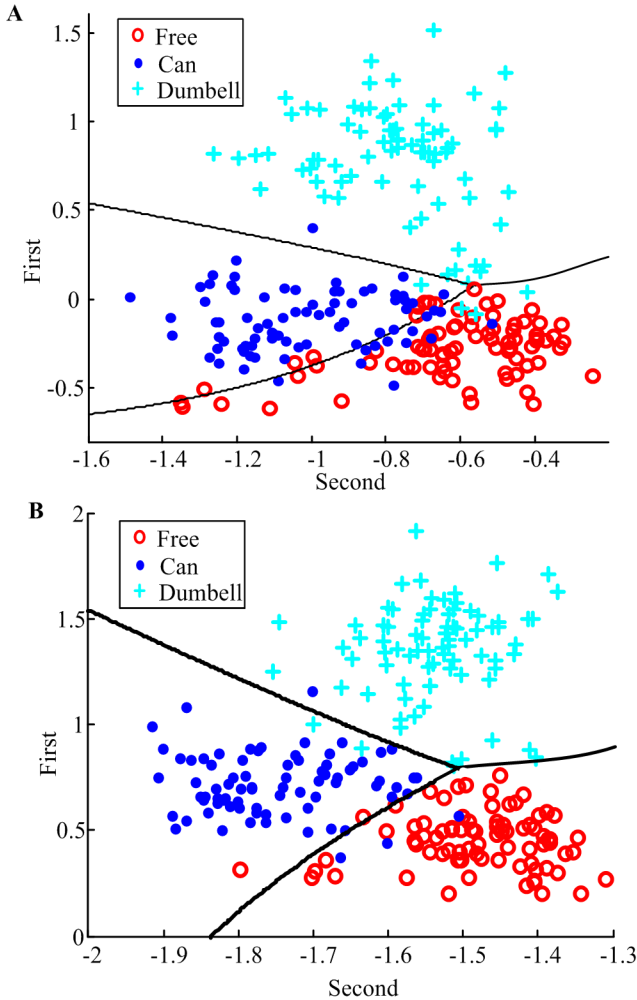 A
1.5
Free
Can
Dumbell
1
0.5
First
0
-0.5
-1.6 -1.4 -1.2 -1 -0.8 -0.6 -0.4
Second
B
2
Free
Can
Dumbell
1.5
1
First
0.5
0
-2 -1.9 -1.8 -1.7 -1.6 -1.5 -1.4 -1.3
Second